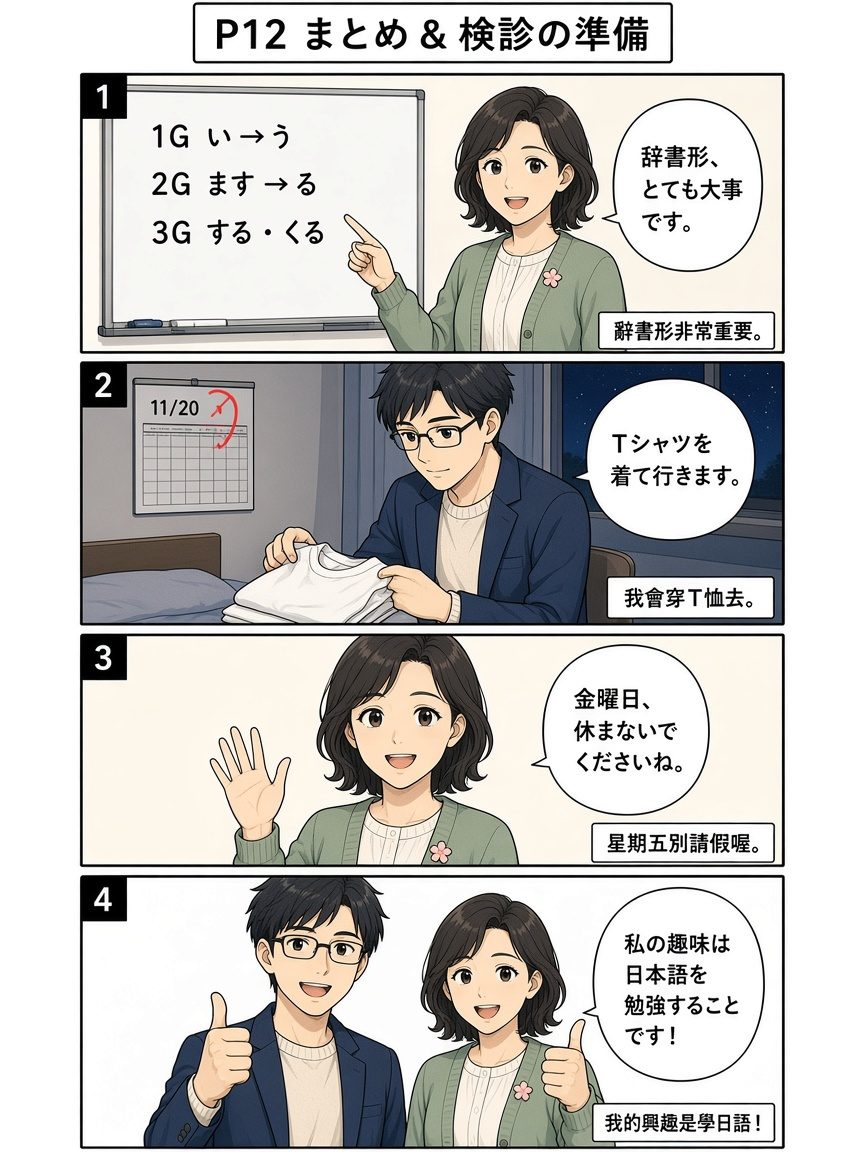 P12 まとめ & 検診の準備
1
1G い→う
2G ます→る
3G する・くる
辞書形、
とても大事
です。
辭書形非常重要。
2
11/20
Tシャツを
着て行きます。
我會穿T恤去。
3
金曜日、
休まないで
くださいね。
星期五別請假喔。
4
私の趣味は
日本語を
勉強すること
です!
我的興趣是學日語!